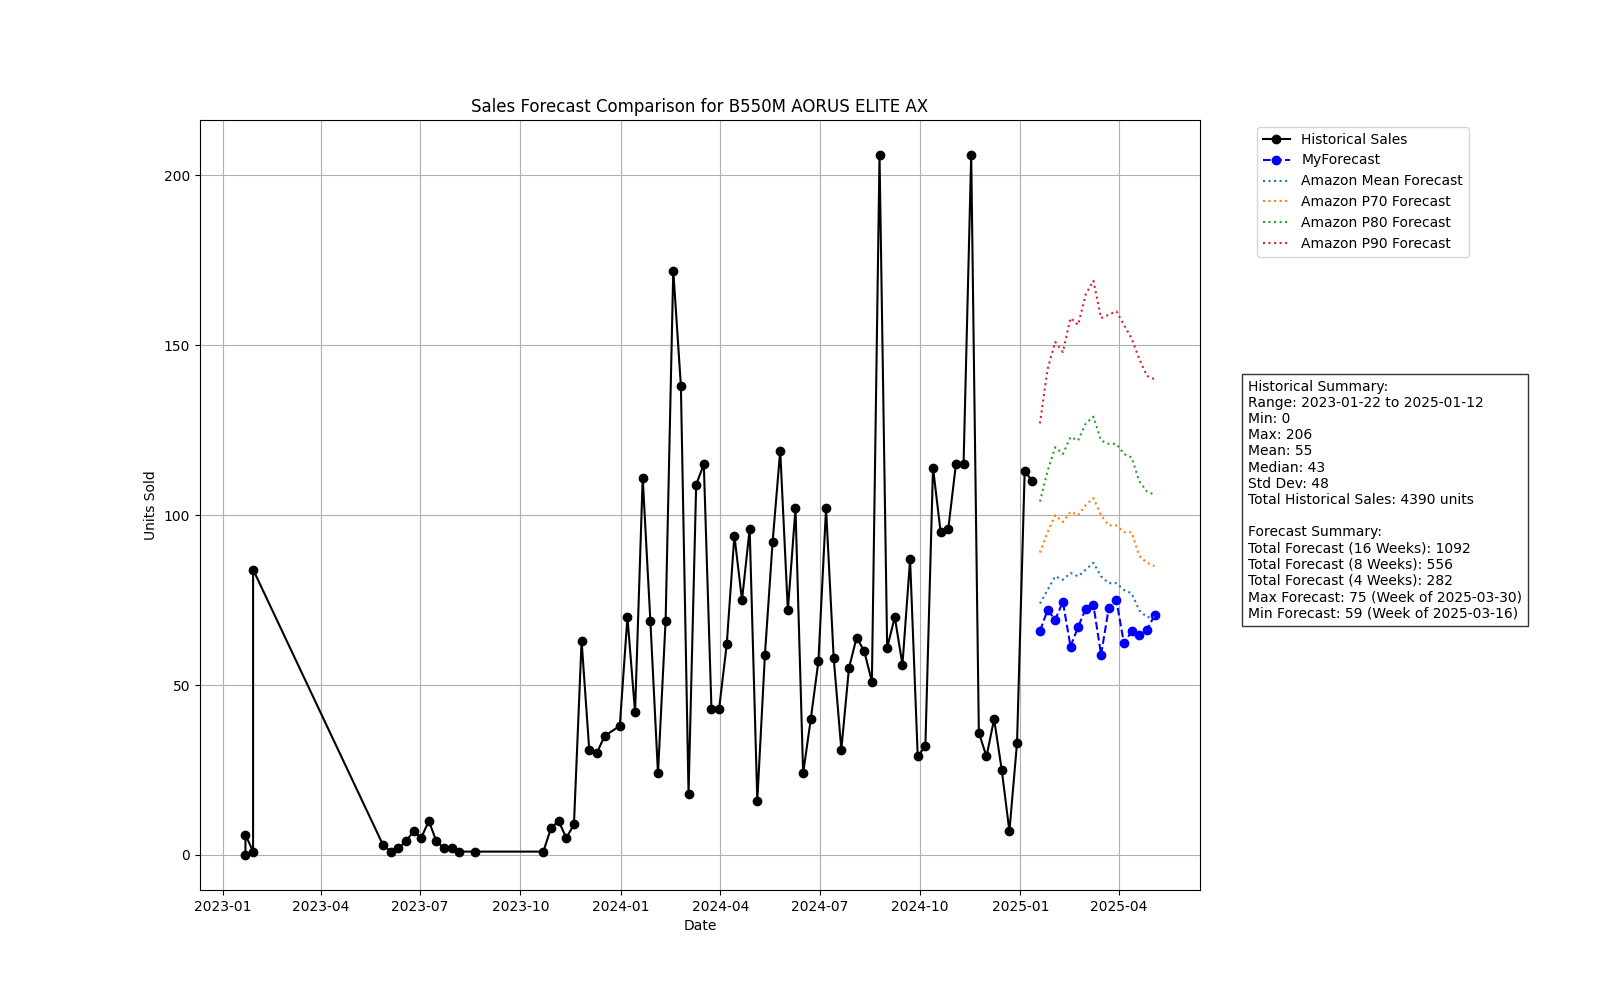 Sales Forecast Comparison for B550M AORUS ELITE AX
Historical Sales
MyForecast
Amazon Mean Forecast
Amazon P70 Forecast
Amazon P80 Forecast
Amazon P90 Forecast
Units Sold
200
150
100
50
0
2023-01
2023-04
2023-07
2023-10
2024-01
2024-04
2024-07
2024-10
2025-01
2025-04
Date
Historical Summary:
Range: 2023-01-22 to 2025-01-12
Min: 0
Max: 206
Mean: 55
Median: 43
Std Dev: 48
Total Historical Sales: 4390 units
Forecast Summary:
Total Forecast (16 Weeks): 1092
Total Forecast (8 Weeks): 556
Total Forecast (4 Weeks): 282
Max Forecast: 75 (Week of 2025-03-30)
Min Forecast: 59 (Week of 2025-03-16)